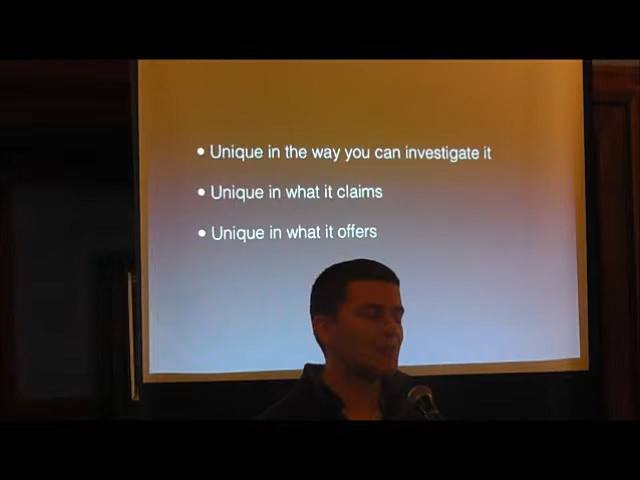 • Unique in the way you can investigate it
• Unique in what it claims
• Unique in what it offers